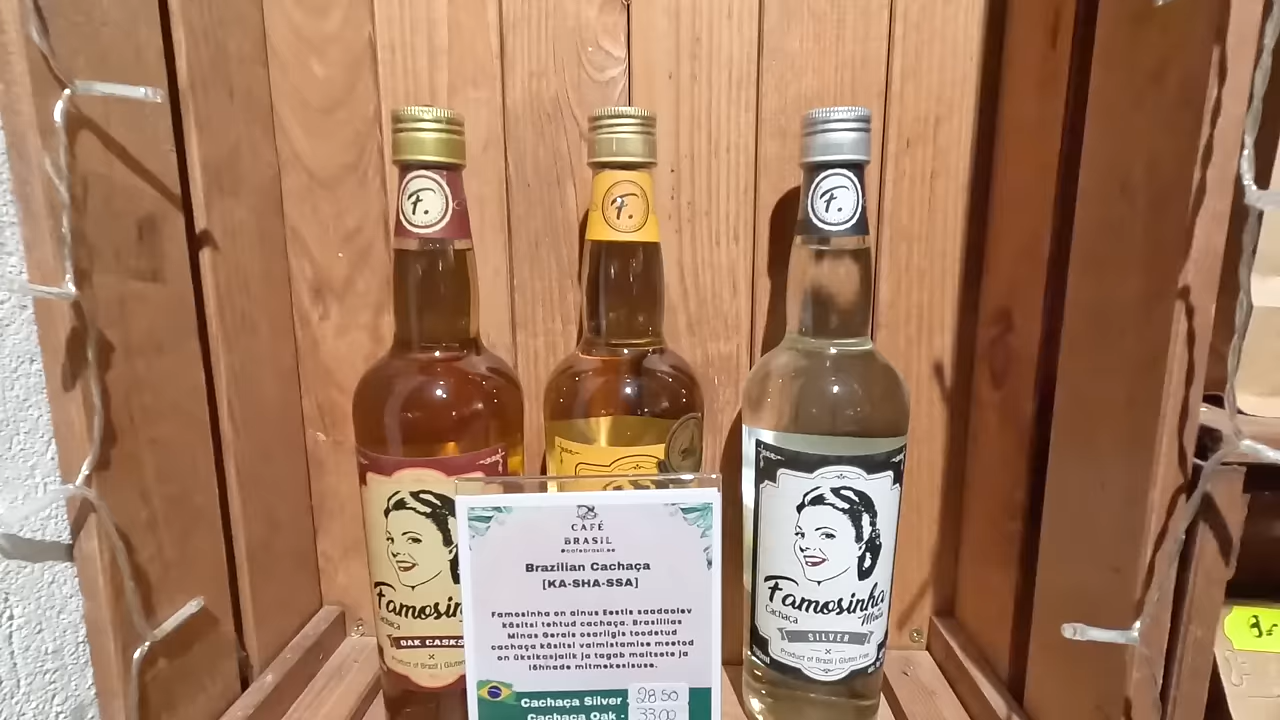 F.
F.
F.
Famosin
Cachaça
OAK CASKS
Product of Brazil | Gluten
CAFÉ
BRASIL
@cafebrasil.ee
Brazilian Cachaça
[KA-SHA-SSA]
Famosinha on ainus Eestis saadaolev
käsitsi tehtud cachaça. Brasiilias
Minas Gerais osariigis toodetud
cachaça käsitsi valmistamise meetod
on üksikasjalik ja tagab maitsete ja
lõhnade mitmekesisuse.
Cachaça Silver - 28.50
Cachaça Oak - 33.00
Famosinha
Cachaça
Minas
SILVER
Product of Brazil | Gluten Free
700ml